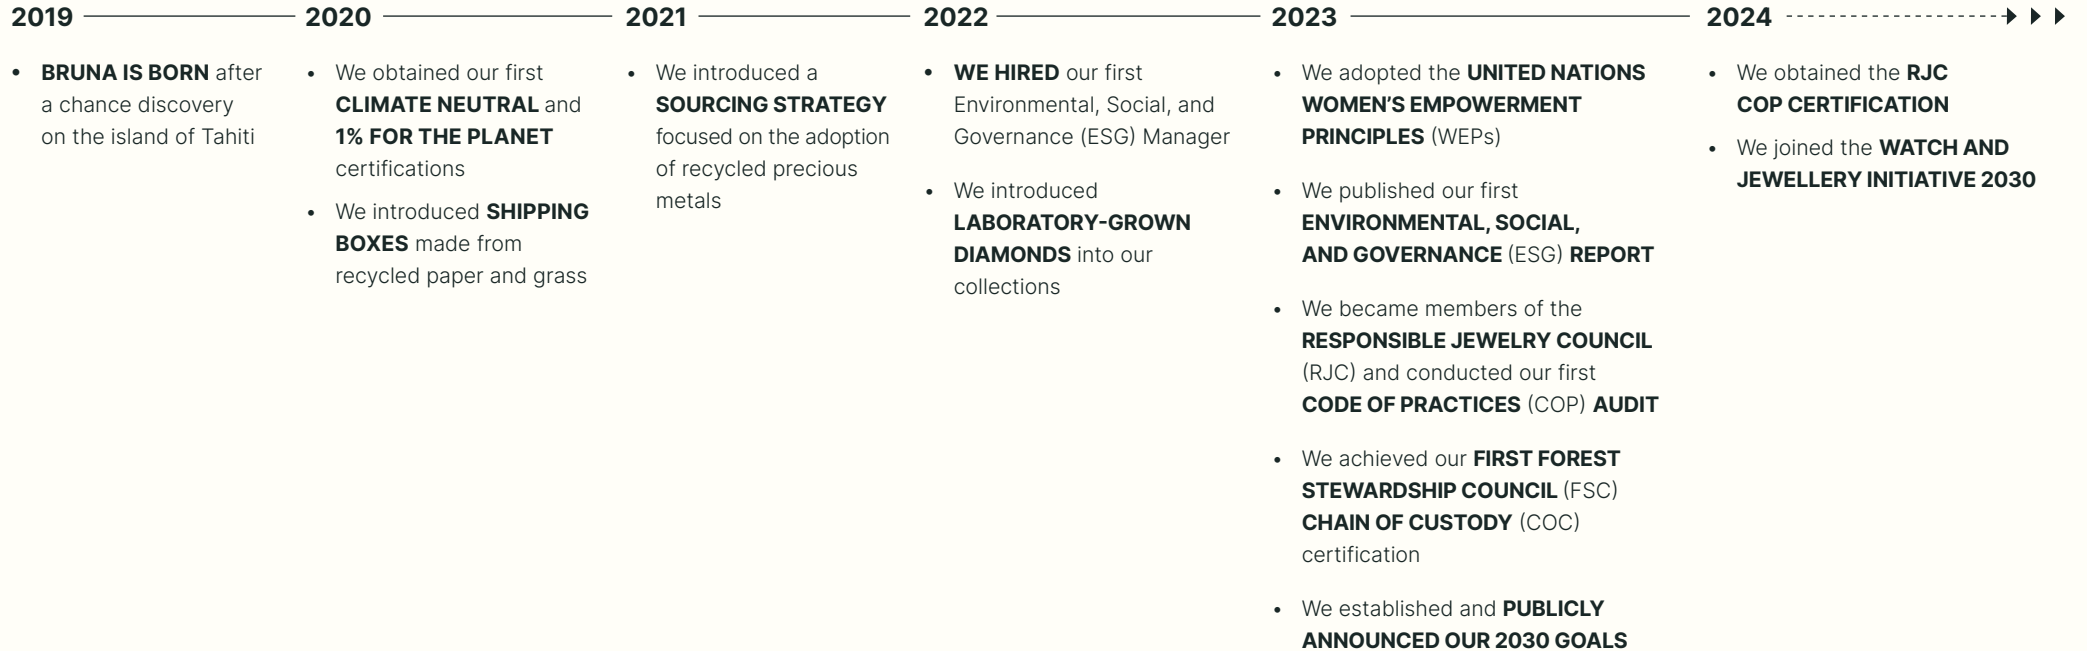 2019
• BRUNA IS BORN after
a chance discovery
on the island of Tahiti
2020
• We obtained our first
CLIMATE NEUTRAL and
1% FOR THE PLANET
certifications
• We introduced SHIPPING
BOXES made from
recycled paper and grass
2021
• We introduced a
SOURCING STRATEGY
focused on the adoption
of recycled precious
metals
2022
• WE HIRED our first
Environmental, Social, and
Governance (ESG) Manager
• We introduced
LABORATORY-GROWN
DIAMONDS into our
collections
2023
• We adopted the UNITED NATIONS
WOMEN’S EMPOWERMENT
PRINCIPLES (WEPs)
• We published our first
ENVIRONMENTAL, SOCIAL,
AND GOVERNANCE (ESG) REPORT
• We became members of the
RESPONSIBLE JEWELRY COUNCIL
(RJC) and conducted our first
CODE OF PRACTICES (COP) AUDIT
• We achieved our FIRST FOREST
STEWARDSHIP COUNCIL (FSC)
CHAIN OF CUSTODY (COC)
certification
• We established and PUBLICLY
ANNOUNCED OUR 2030 GOALS
2024
• We obtained the RJC
COP CERTIFICATION
• We joined the WATCH AND
JEWELLERY INITIATIVE 2030